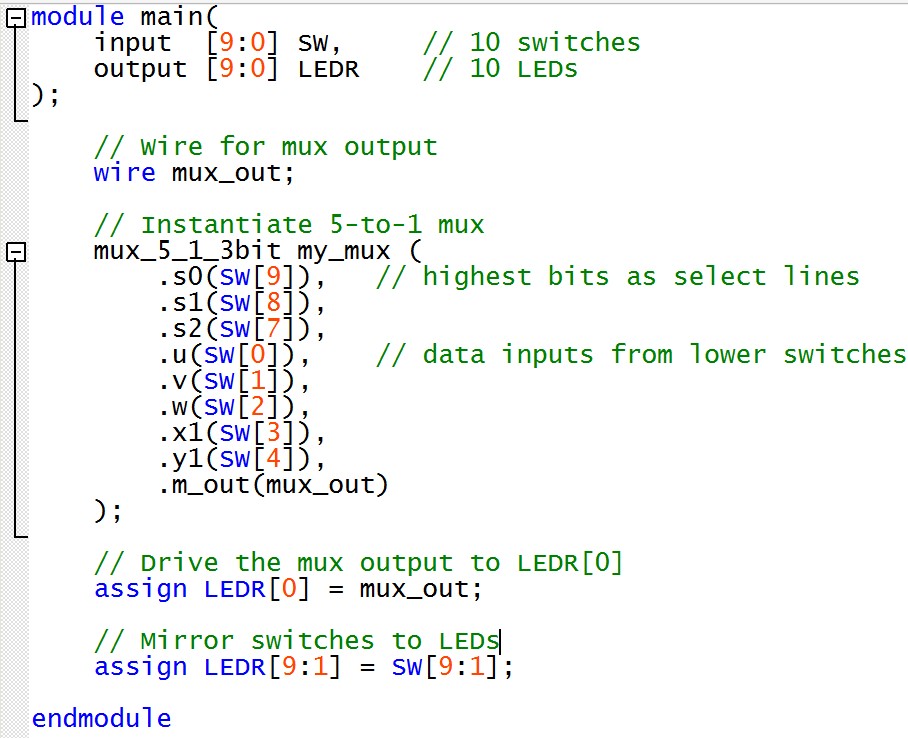 module main(
    input  [9:0] SW,     // 10 switches
    output [9:0] LEDR    // 10 LEDs
);

    // Wire for mux output
    wire mux_out;

    // Instantiate 5-to-1 mux
    mux_5_1_3bit my_mux (
        .s0(SW[9]),   // highest bits as select lines
        .s1(SW[8]),
        .s2(SW[7]),
        .u(SW[0]),    // data inputs from lower switches
        .v(SW[1]),
        .w(SW[2]),
        .x1(SW[3]),
        .y1(SW[4]),
        .m_out(mux_out)
    );

    // Drive the mux output to LEDR[0]
    assign LEDR[0] = mux_out;

    // Mirror switches to LEDs
    assign LEDR[9:1] = SW[9:1];

endmodule